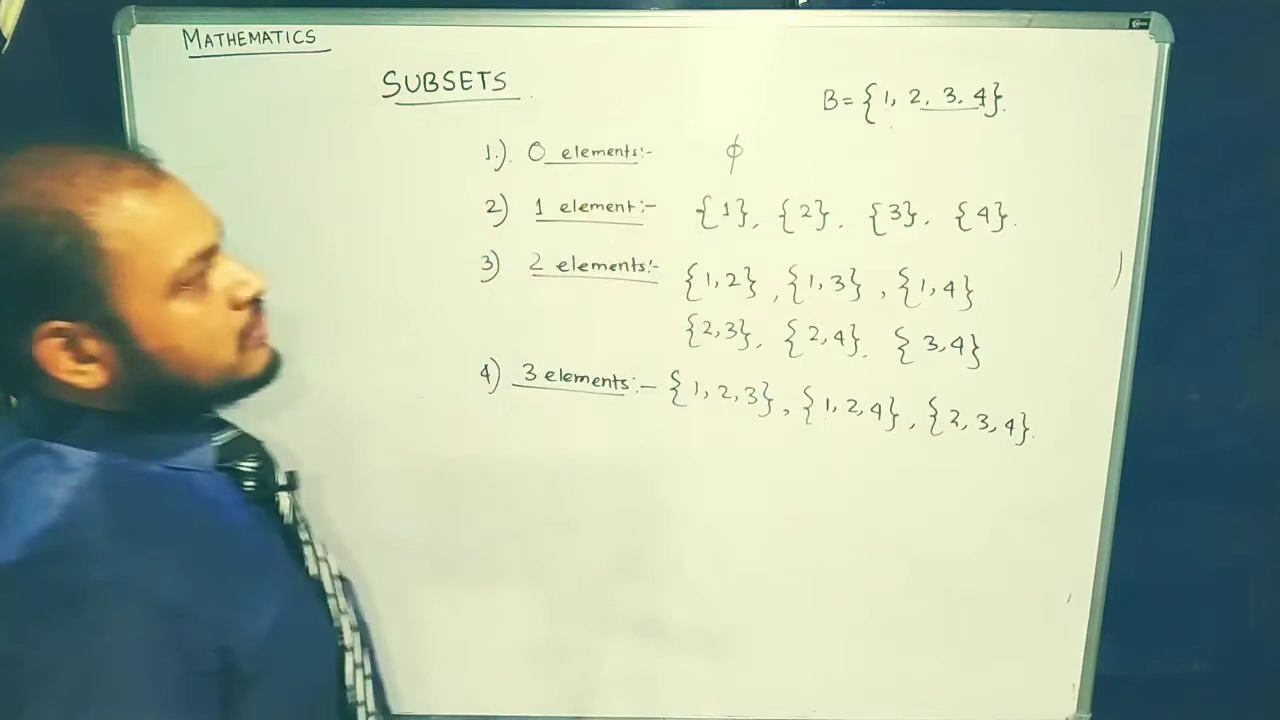 MATHEMATICS
SUBSETS
B = {1, 2, 3, 4}.
1.). 0 elements:- ϕ
2) 1 element:- {1}, {2}, {3}, {4}.
3) 2 elements:- {1,2}, {1,3}, {1,4}
{2,3}, {2,4}, {3,4}
4) 3 elements:- {1,2,3}, {1,2,4}, {2,3,4}.